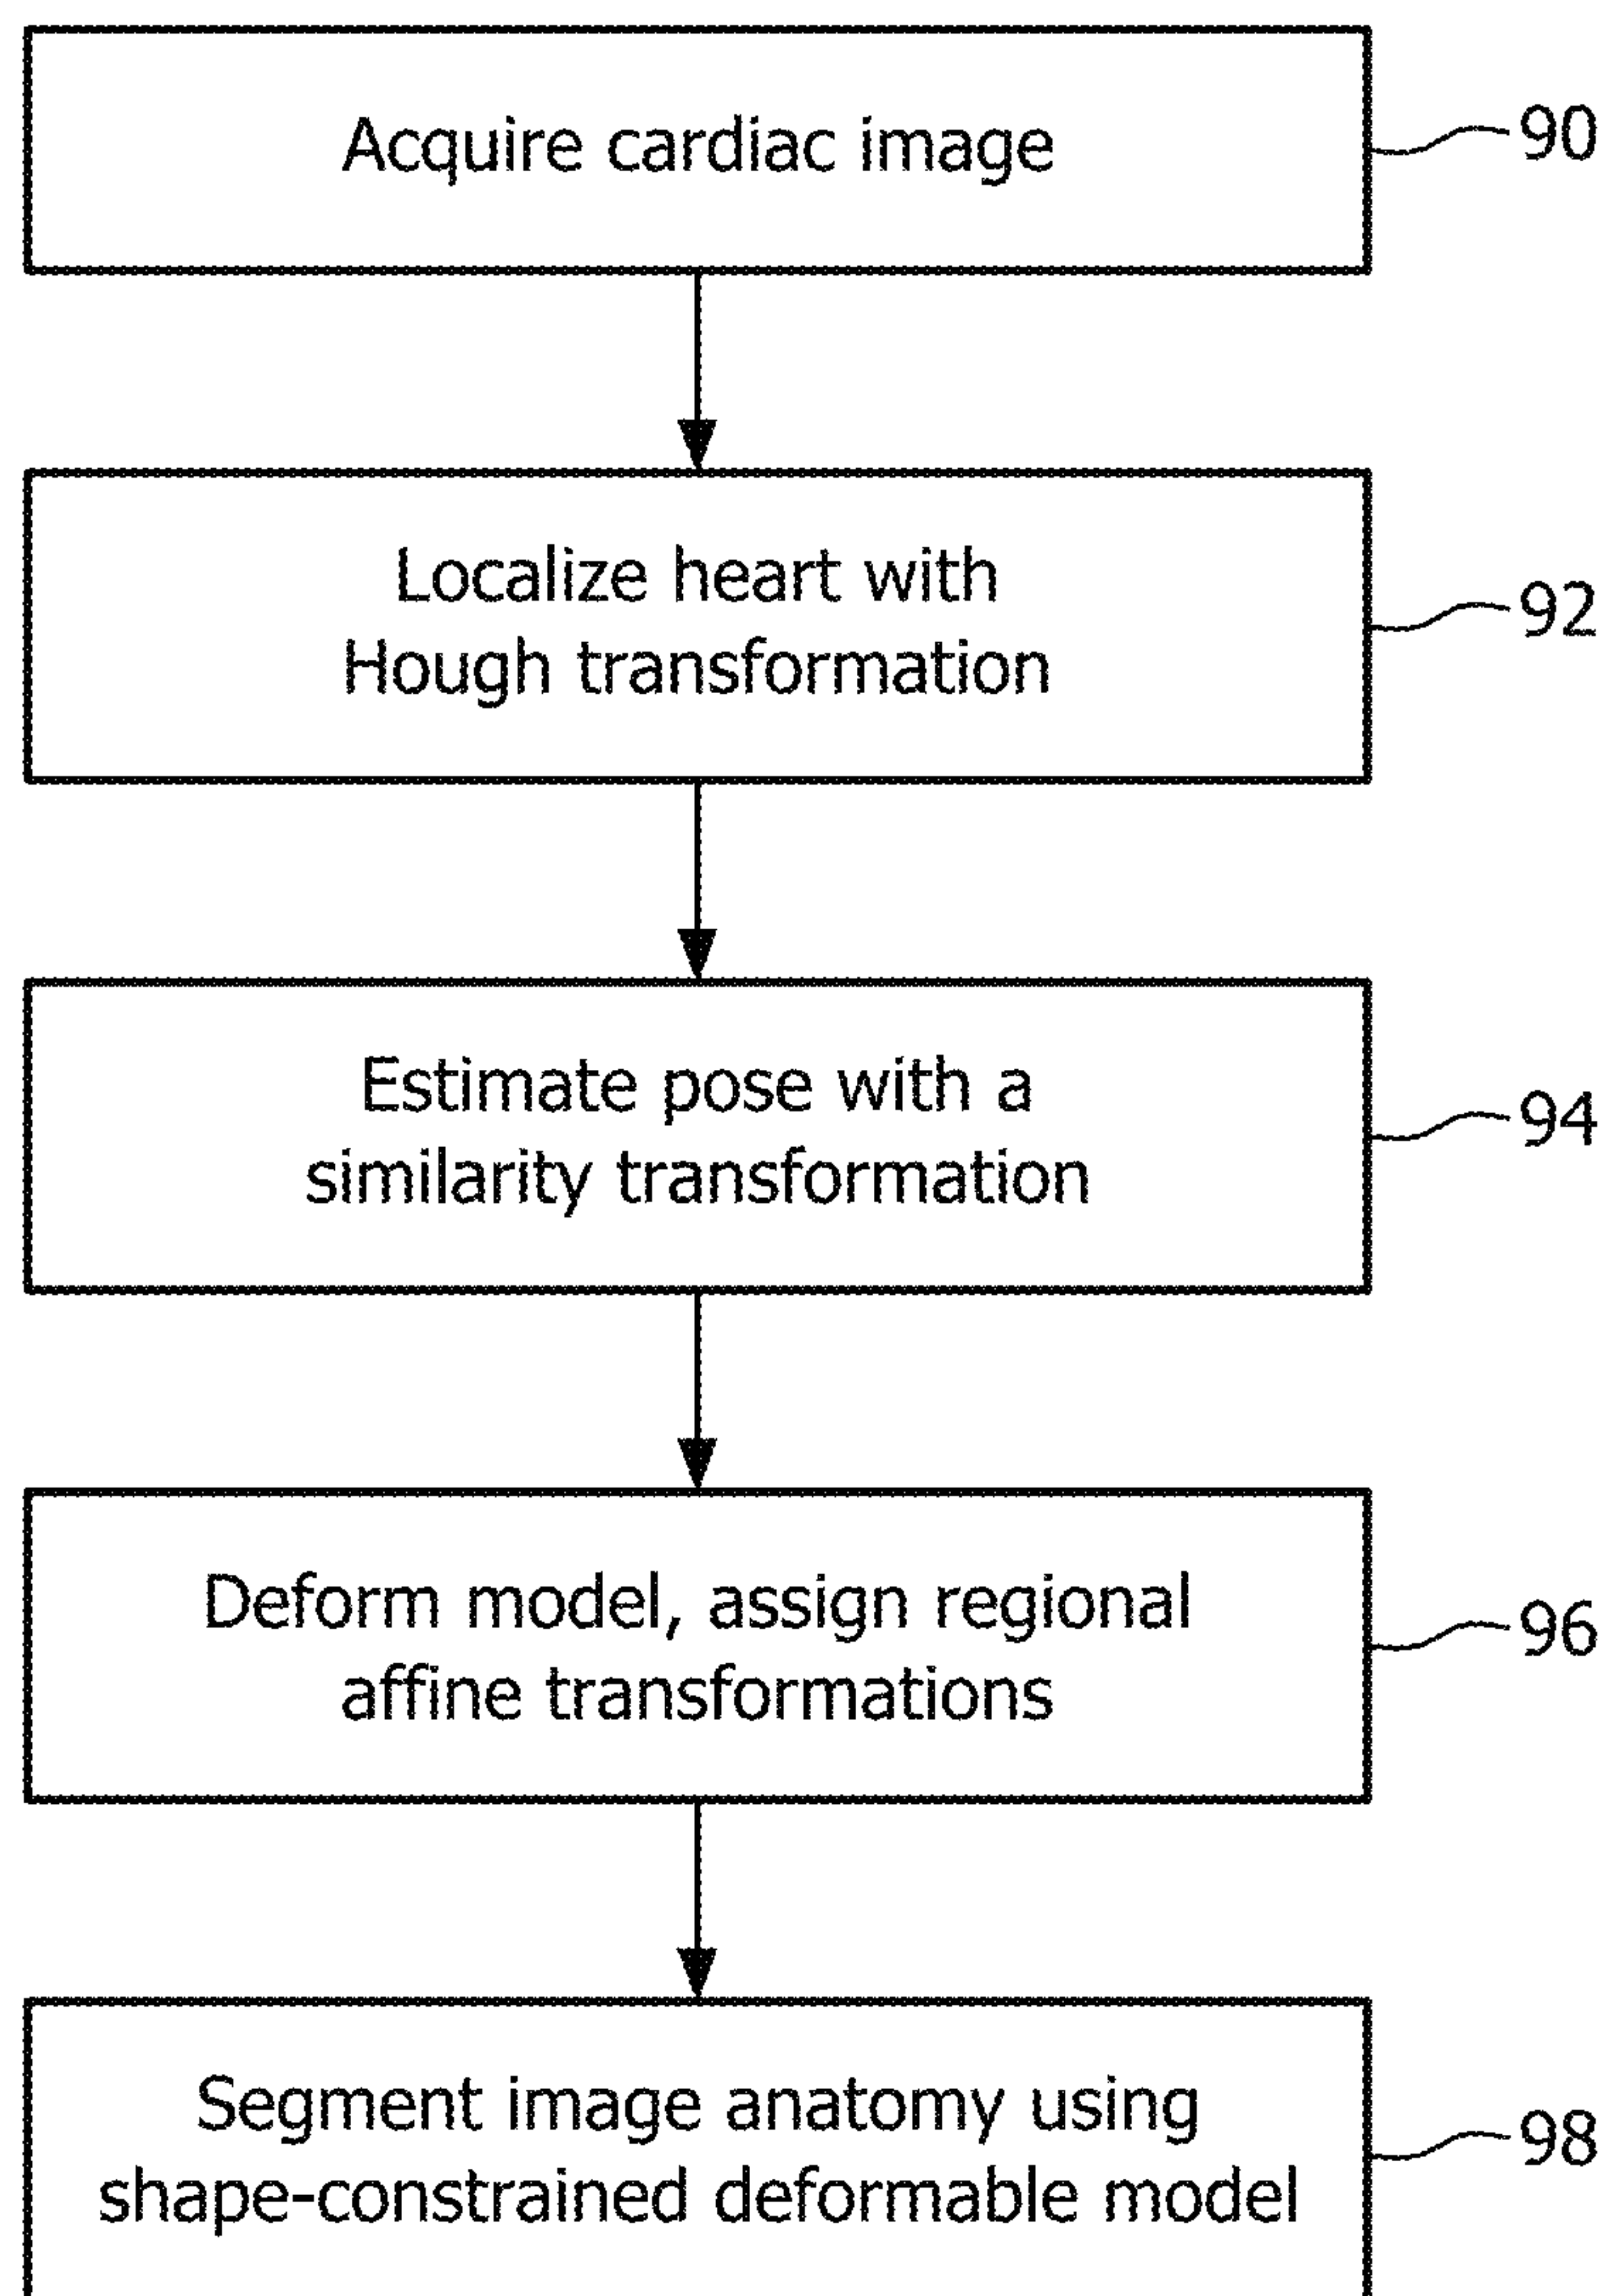 Acquire cardiac image
90
Localize heart with
Hough transformation
92
Estimate pose with a
similarity transformation
94
Deform model, assign regional
affine transformations
96
Segment image anatomy using
shape-constrained deformable model
98